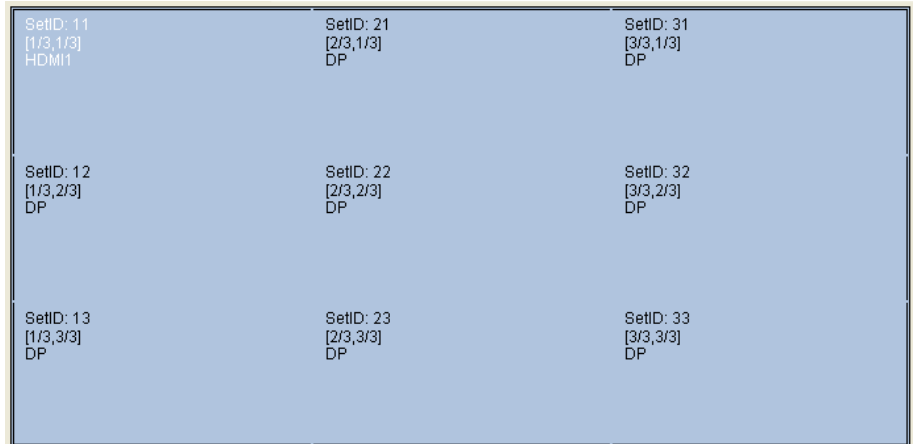 SetID: 11
[1/3,1/3]
HDMI1
SetID: 21
[2/3,1/3]
DP
SetID: 31
[3/3,1/3]
DP
SetID: 12
[1/3,2/3]
DP
SetID: 22
[2/3,2/3]
DP
SetID: 32
[3/3,2/3]
DP
SetID: 13
[1/3,3/3]
DP
SetID: 23
[2/3,3/3]
DP
SetID: 33
[3/3,3/3]
DP